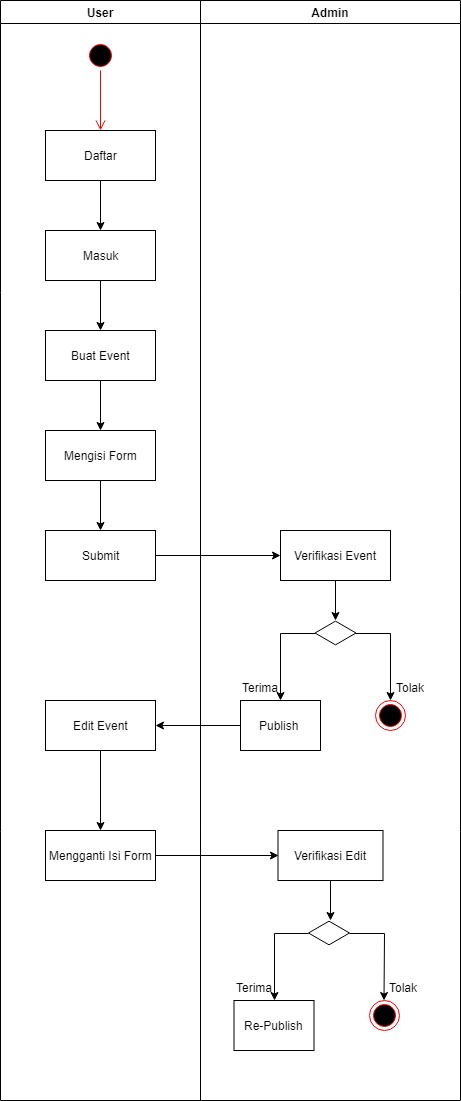 User
Admin
Daftar
Masuk
Buat Event
Mengisi Form
Submit
Verifikasi Event
Terima
Tolak
Edit Event
Publish
Mengganti Isi Form
Verifikasi Edit
Terima
Tolak
Re-Publish